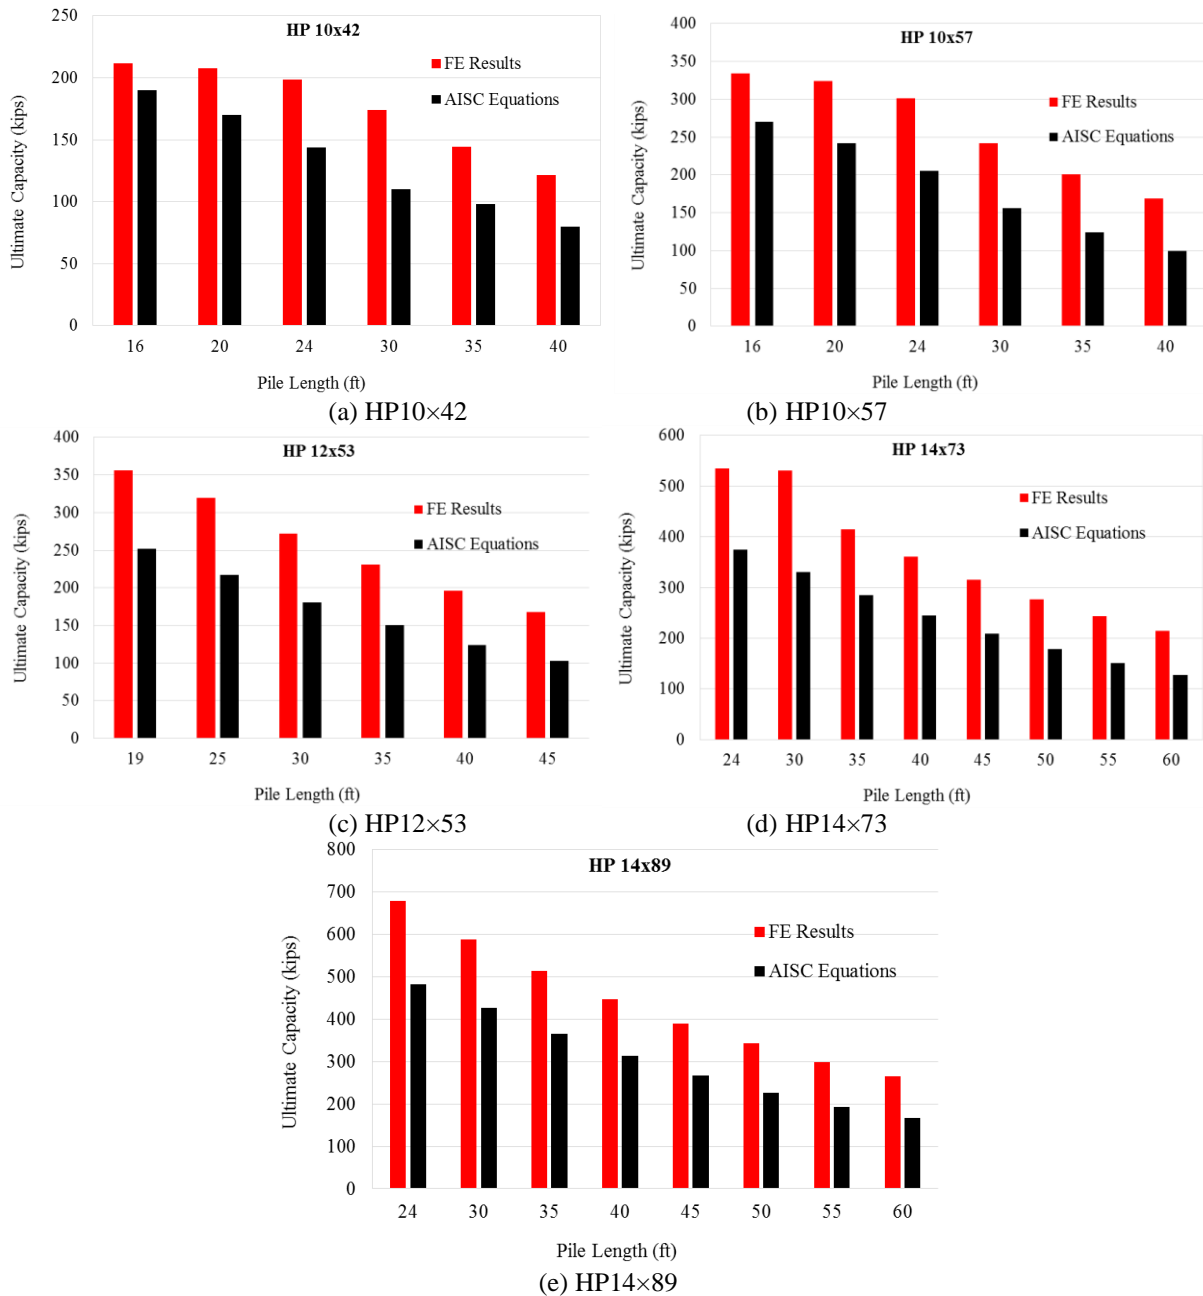 HP 10x42
FE Results
AISC Equations
Ultimate Capacity (kips)
250
200
150
100
50
0
16 20 24 30 35 40
Pile Length (ft)
(a) HP10×42
HP 10x57
FE Results
AISC Equations
Ultimate Capacity (kips)
400
350
300
250
200
150
100
50
0
16 20 24 30 35 40
Pile Length (ft)
(b) HP10×57
HP 12x53
FE Results
AISC Equations
Ultimate Capacity (kips)
400
350
300
250
200
150
100
50
0
19 25 30 35 40 45
Pile Length (ft)
(c) HP12×53
HP 14x73
FE Results
AISC Equations
Ultimate Capacity (kips)
600
500
400
300
200
100
0
24 30 35 40 45 50 55 60
Pile Length (ft)
(d) HP14×73
HP 14x89
FE Results
AISC Equations
Ultimate Capacity (kips)
800
700
600
500
400
300
200
100
0
24 30 35 40 45 50 55 60
Pile Length (ft)
(e) HP14×89